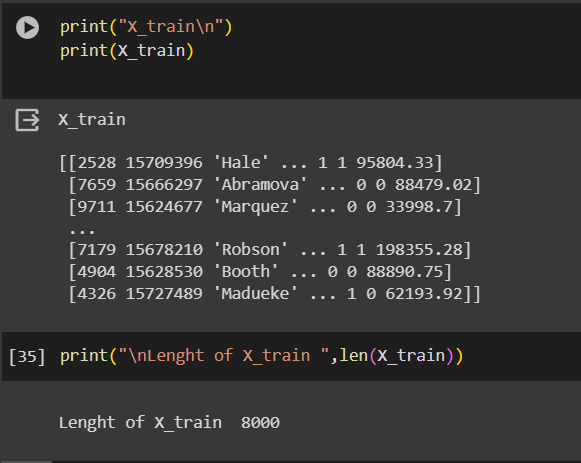 print("X_train\n")
print(X_train)
X_train
[[2528 15709396 'Hale' ... 1 1 95804.33]
[7659 15666297 'Abramova' ... 0 0 88479.02]
[9711 15624677 'Marquez' ... 0 0 33998.7]
...
[7179 15678210 'Robson' ... 1 1 198355.28]
[4904 15628530 'Booth' ... 0 0 88890.75]
[4326 15727489 'Madueke' ... 1 0 62193.92]]
[35] print("\nLenght of X_train ",len(X_train))
Lenght of X_train  8000